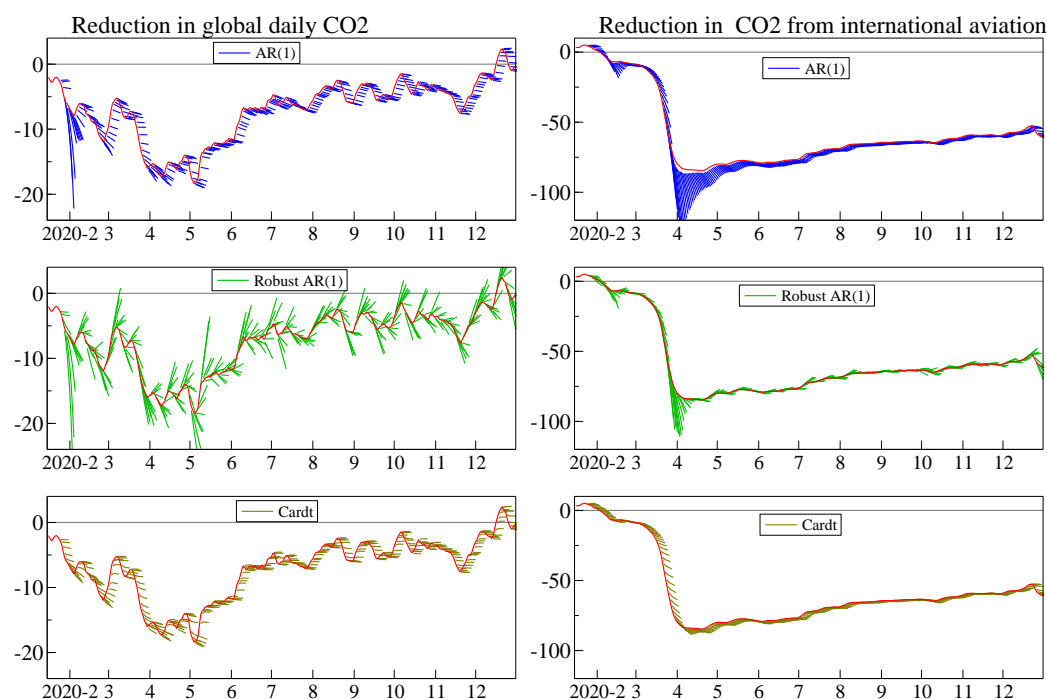 Reduction in global daily CO2
AR(1)
0
-10
-20
2020-2 3 4 5 6 7 8 9 10 11 12
Reduction in  CO2 from international aviation
AR(1)
0
-50
-100
2020-2 3 4 5 6 7 8 9 10 11 12
Robust AR(1)
0
-10
-20
2020-2 3 4 5 6 7 8 9 10 11 12
Robust AR(1)
0
-50
-100
2020-2 3 4 5 6 7 8 9 10 11 12
Cardt
0
-10
-20
2020-2 3 4 5 6 7 8 9 10 11 12
Cardt
0
-50
-100
2020-2 3 4 5 6 7 8 9 10 11 12